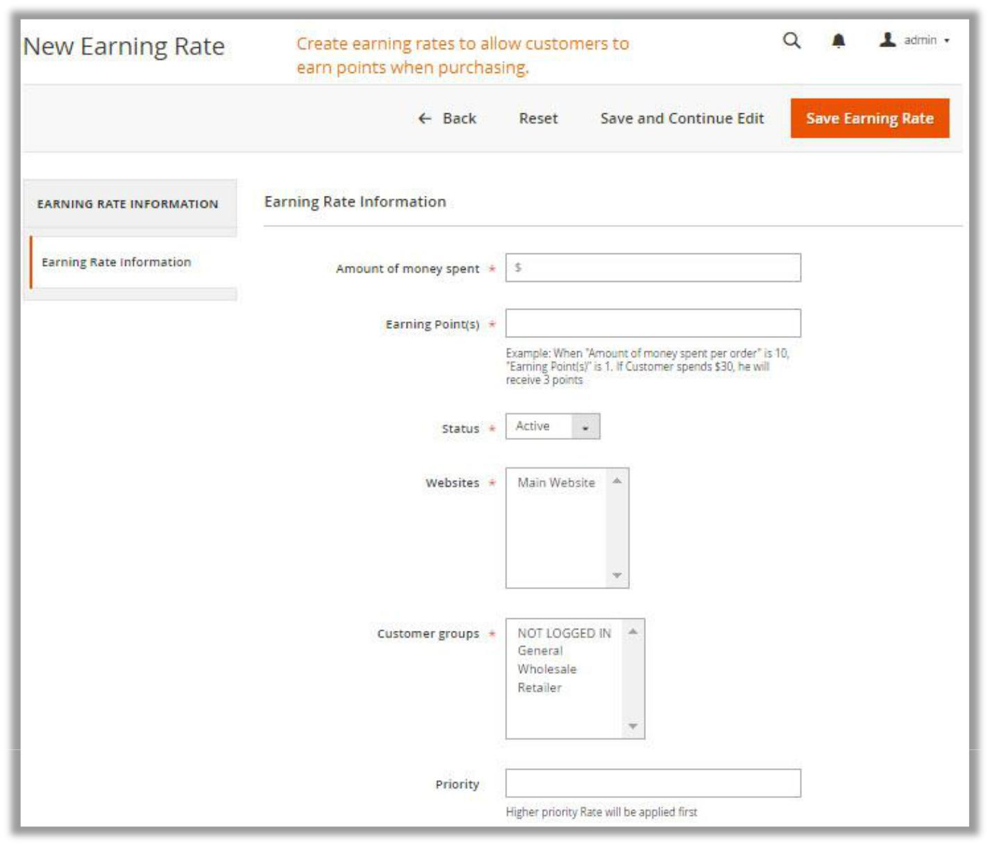 New Earning Rate
Create earning rates to allow customers to
earn points when purchasing.
admin
← Back
Reset
Save and Continue Edit
Save Earning Rate
EARNING RATE INFORMATION
Earning Rate Information
Earning Rate Information
Amount of money spent *
$
Earning Point(s) *
Example: When "Amount of money spent per order" is 10,
"Earning Point(s)" is 1. If Customer spends $30, he will
receive 3 points
Status *
Active
Websites *
Main Website
Customer groups *
NOT LOGGED IN
General
Wholesale
Retailer
Priority
Higher priority Rate will be applied first